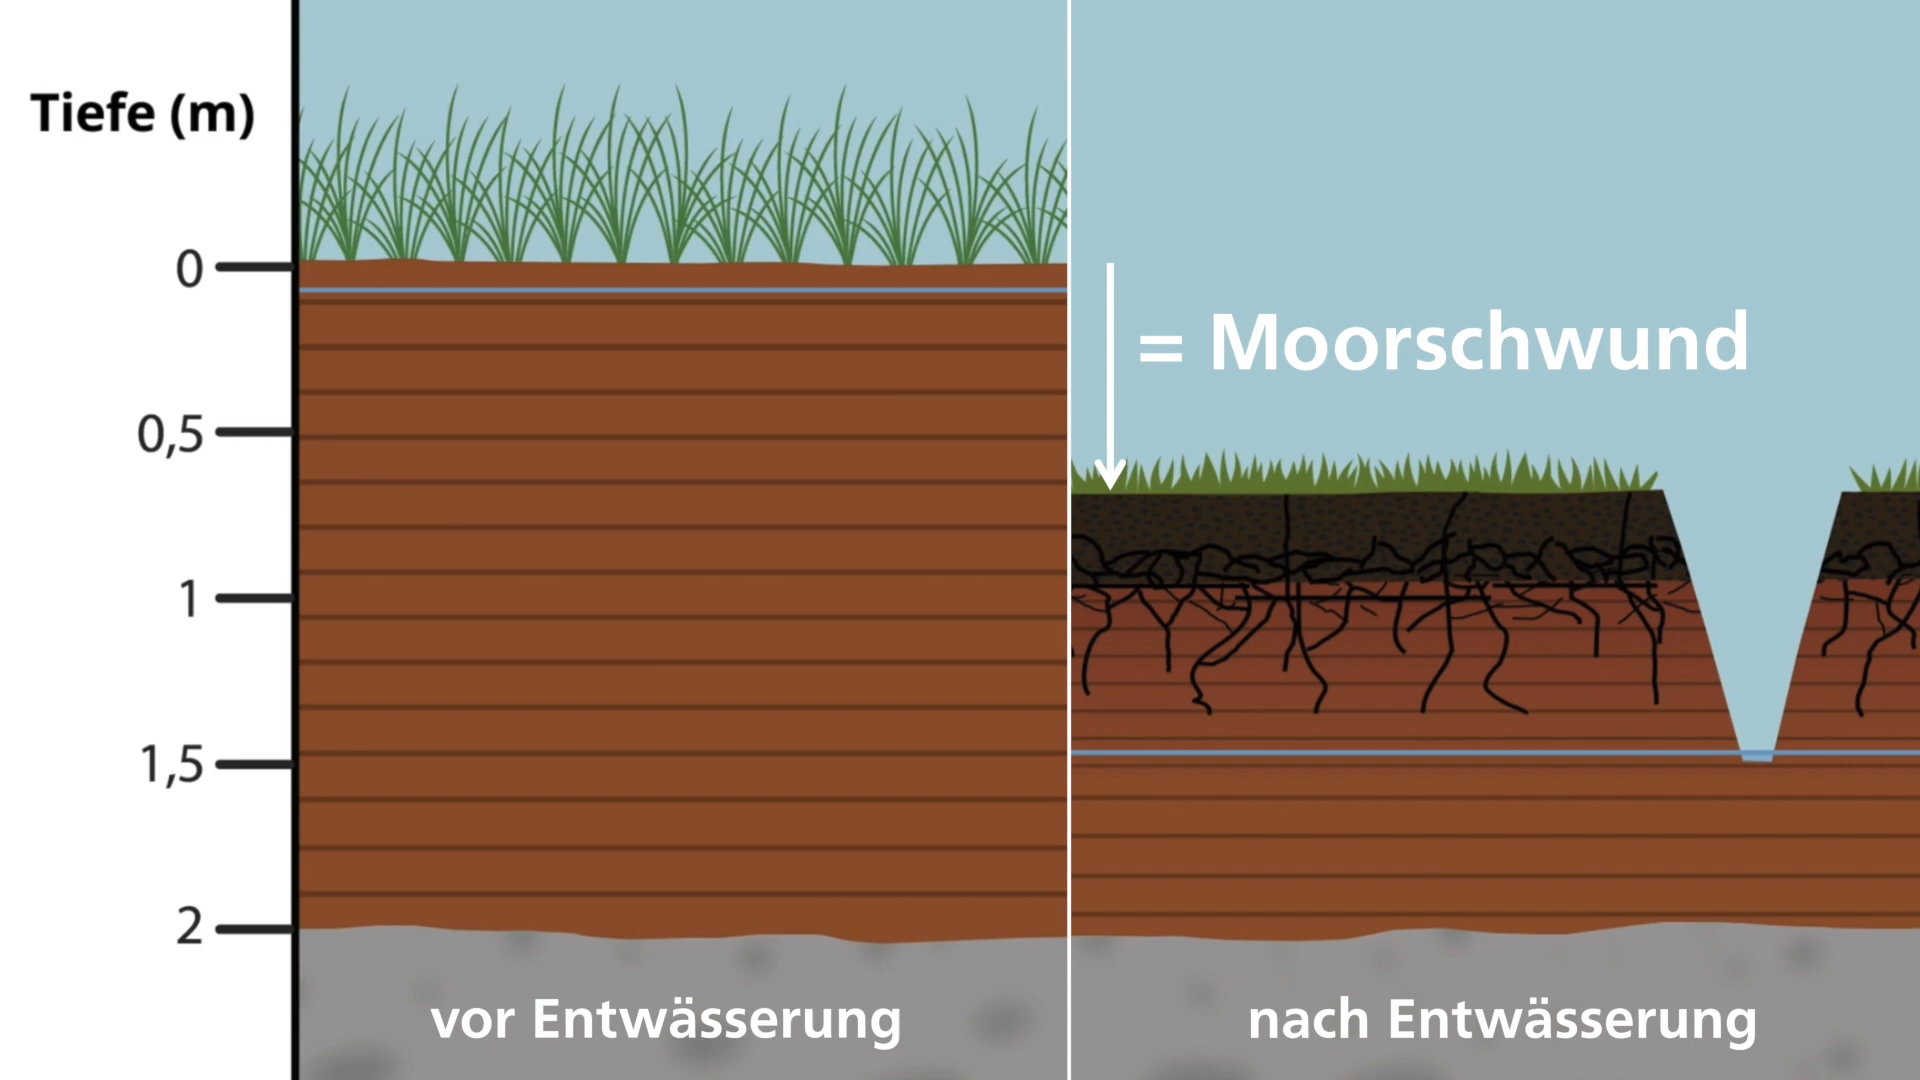 Tiefe (m)
0
0,5
1
1,5
2
= Moorschwund
vor Entwässerung
nach Entwässerung